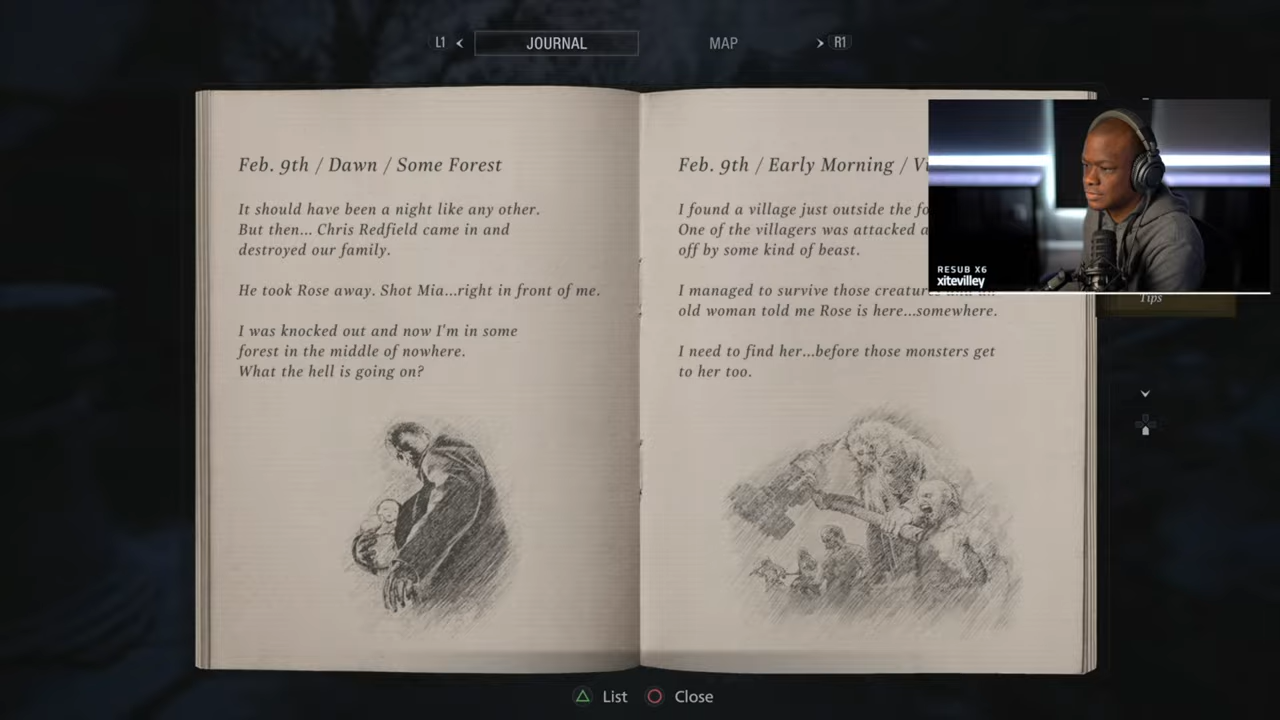 L1 JOURNAL MAP R1
Feb. 9th / Dawn / Some Forest
It should have been a night like any other.
But then... Chris Redfield came in and
destroyed our family.
He took Rose away. Shot Mia...right in front of me.
I was knocked out and now I'm in some
forest in the middle of nowhere.
What the hell is going on?
Feb. 9th / Early Morning /
I found a village just outside the
One of the villagers was attacked
off by some kind of beast.
I managed to survive those
old woman told me Rose is here...somewhere.
I need to find her...before those monsters get
to her too.
RESUB X6
xitevilley
Tips
List Close